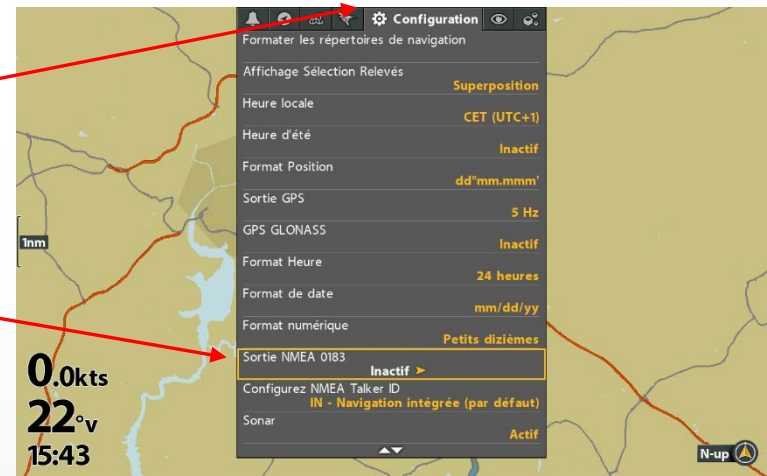 Configuration
Formater les répertoires de navigation
Affichage Sélection Relevés
Superposition
Heure locale
CET (UTC+1)
Heure d'été
Inactif
Format Position
dd°mm.mmm'
Sortie GPS
5 Hz
GPS GLONASS
Inactif
Format Heure
24 heures
Format de date
mm/dd/yy
Format numérique
Petits dizièmes
Sortie NMEA 0183
Inactif
Configurez NMEA Talker ID
IN - Navigation intégrée (par défaut)
Sonar
Actif
1nm
0.0kts
22°v
15:43
N-up